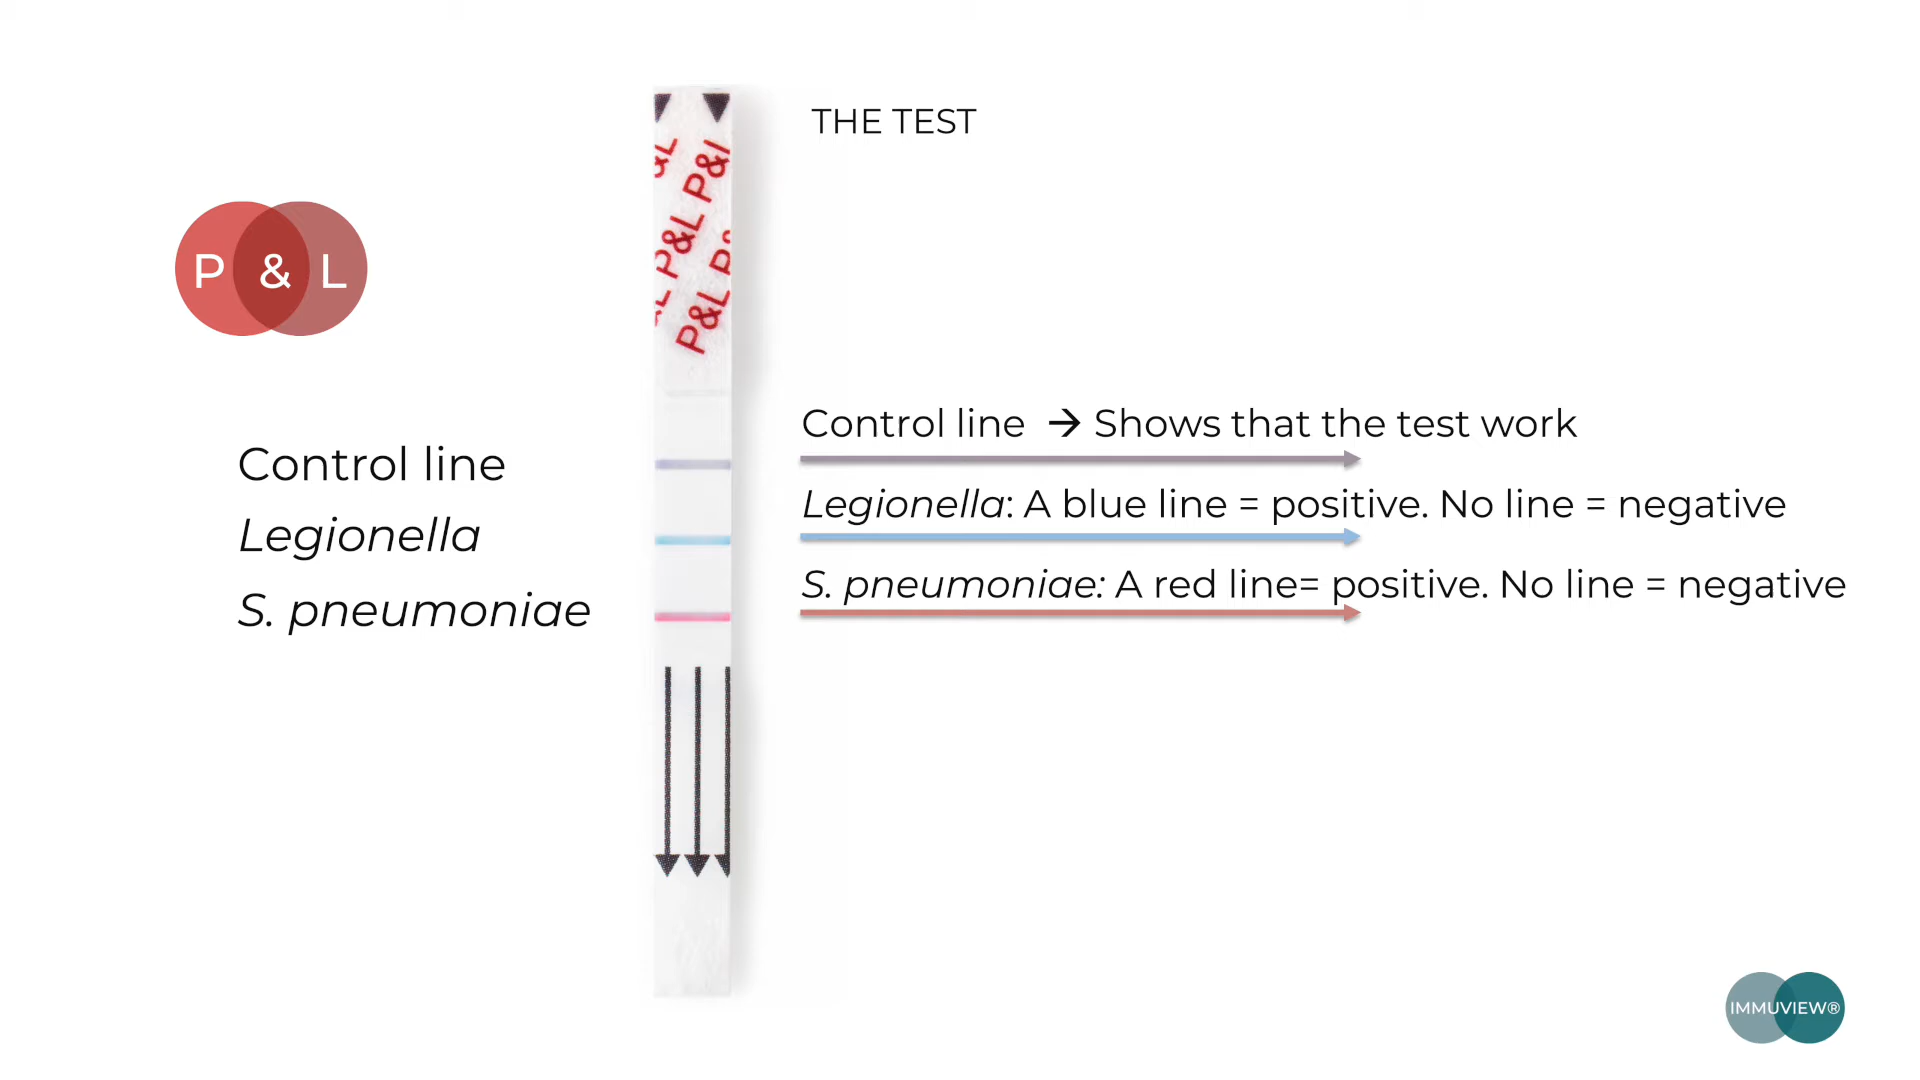 THE TEST
P&L
P&L
P&L
P&L
P & L
Control line → Shows that the test work
Control line
Legionella: A blue line = positive. No line = negative
Legionella
S. pneumoniae: A red line= positive. No line = negative
S. pneumoniae
IMMUVIEW®